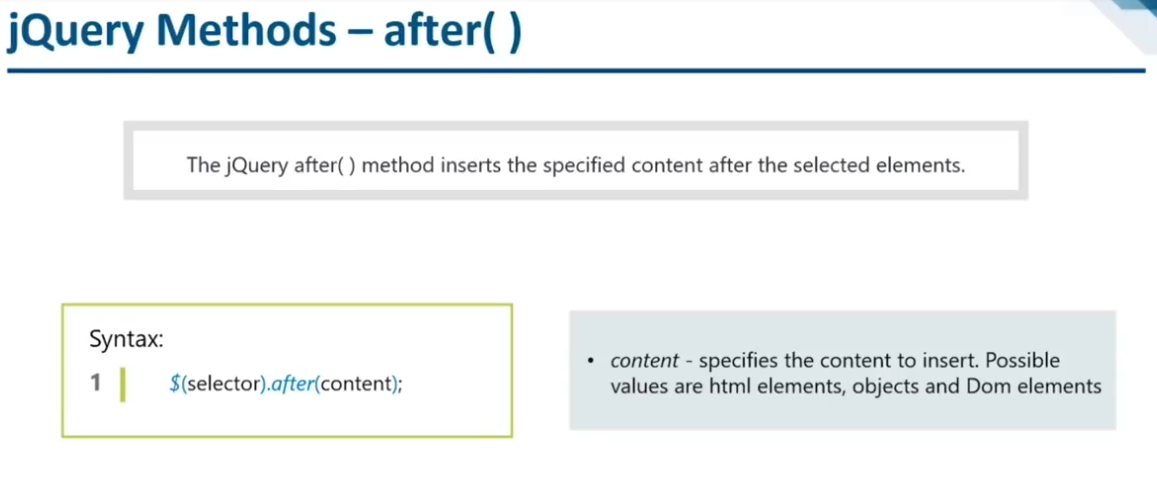 jQuery Methods – after( )
The jQuery after( ) method inserts the specified content after the selected elements.
Syntax:
1 $(selector).after(content);
• content - specifies the content to insert. Possible
values are html elements, objects and Dom elements